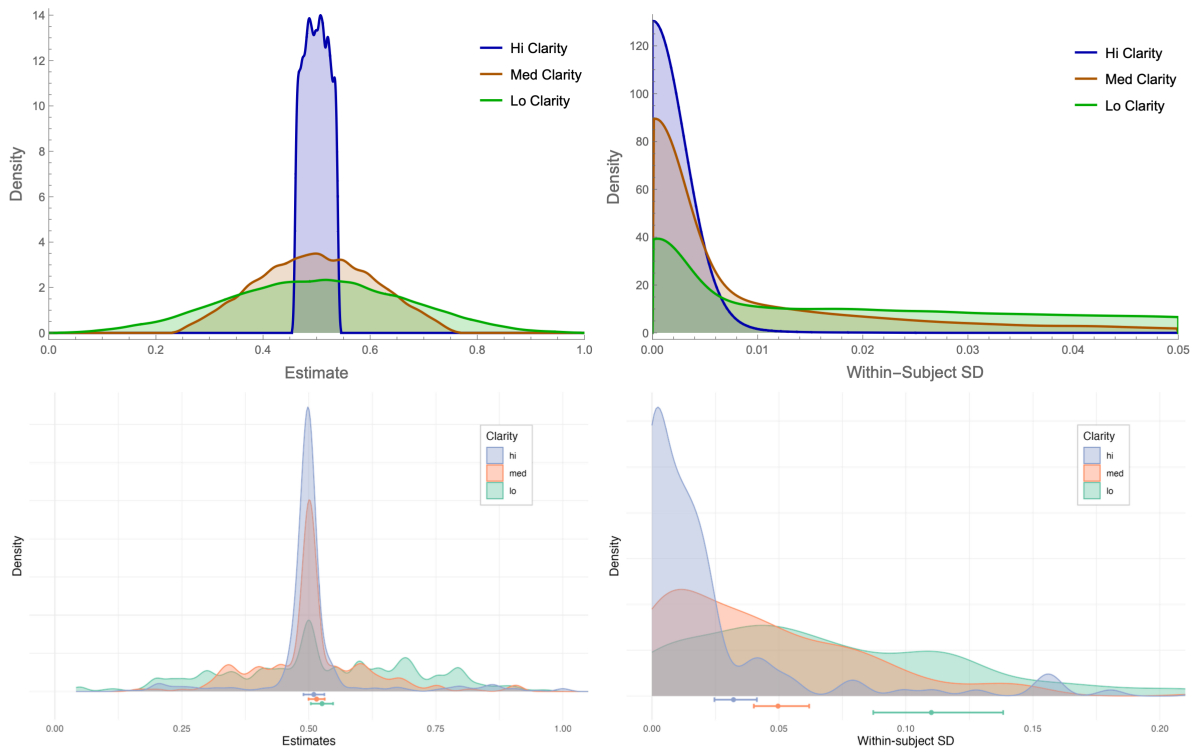 14
12
10
8
6
4
2
0
Density
Hi Clarity
Med Clarity
Lo Clarity
0.0 0.2 0.4 0.6 0.8 1.0
Estimate
120
100
80
60
40
20
0
Density
Hi Clarity
Med Clarity
Lo Clarity
0.00 0.01 0.02 0.03 0.04 0.05
Within−Subject SD
Density
Clarity
hi
med
lo
0.00 0.25 0.50 0.75 1.00
Estimates
Density
Clarity
hi
med
lo
0.00 0.05 0.10 0.15 0.20
Within-subject SD